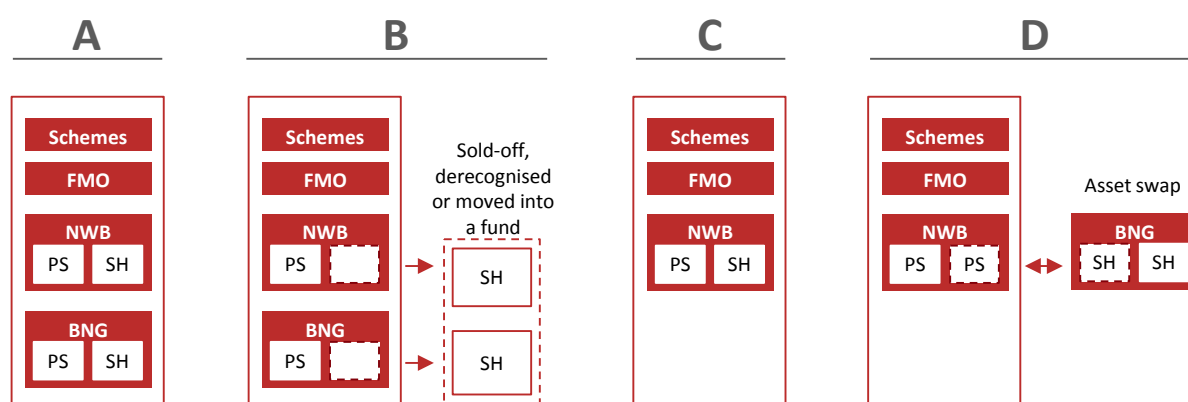 A
Schemes
FMO
NWB
PS SH
BNG
PS SH
B
Schemes
FMO
NWB
PS
BNG
PS
Sold-off,
derecognised
or moved into
a fund
SH
SH
C
Schemes
FMO
NWB
PS SH
D
Schemes
FMO
NWB
PS PS
Asset swap
BNG
SH SH